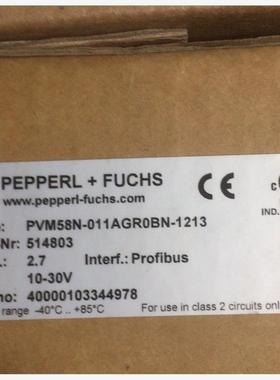 PEPPERL + FUCHS
www.pepperl-fuchs.com
CE
IND.
PVM58N-011AGR0BN-1213
Nr: 514803
2.7 Interf.: Profibus
10-30V
no: 40000103344978
range -40°C .. +85°C For use in class 2 circuits only